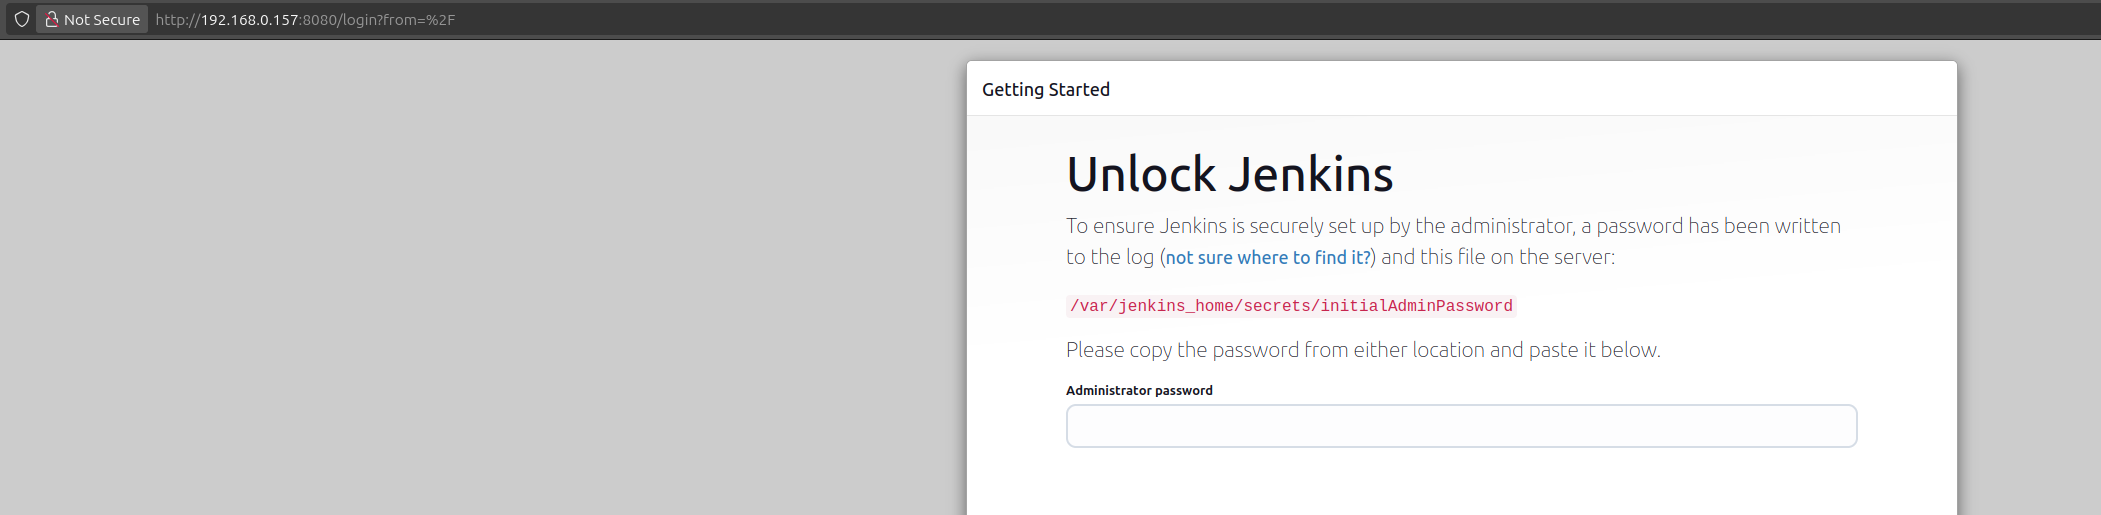 Not Secure http://192.168.0.157:8080/login?from=%2F
Getting Started
Unlock Jenkins
To ensure Jenkins is securely set up by the administrator, a password has been written
to the log (not sure where to find it?) and this file on the server:
/var/jenkins_home/secrets/initialAdminPassword
Please copy the password from either location and paste it below.
Administrator password